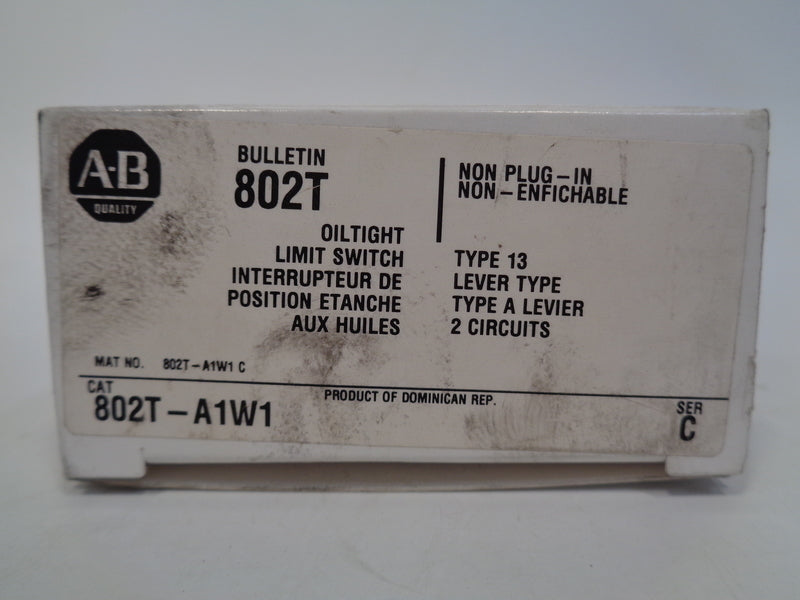 A-B
QUALITY
BULLETIN
802T
NON PLUG-IN
NON-ENFICHABLE
OILTIGHT
LIMIT SWITCH
INTERRUPTEUR DE
POSITION ETANCHE
AUX HUILES
TYPE 13
LEVER TYPE
TYPE A LEVIER
2 CIRCUITS
MAT NO. 802T-A1W1 C
CAT
802T-A1W1
PRODUCT OF DOMINICAN REP.
SER
C